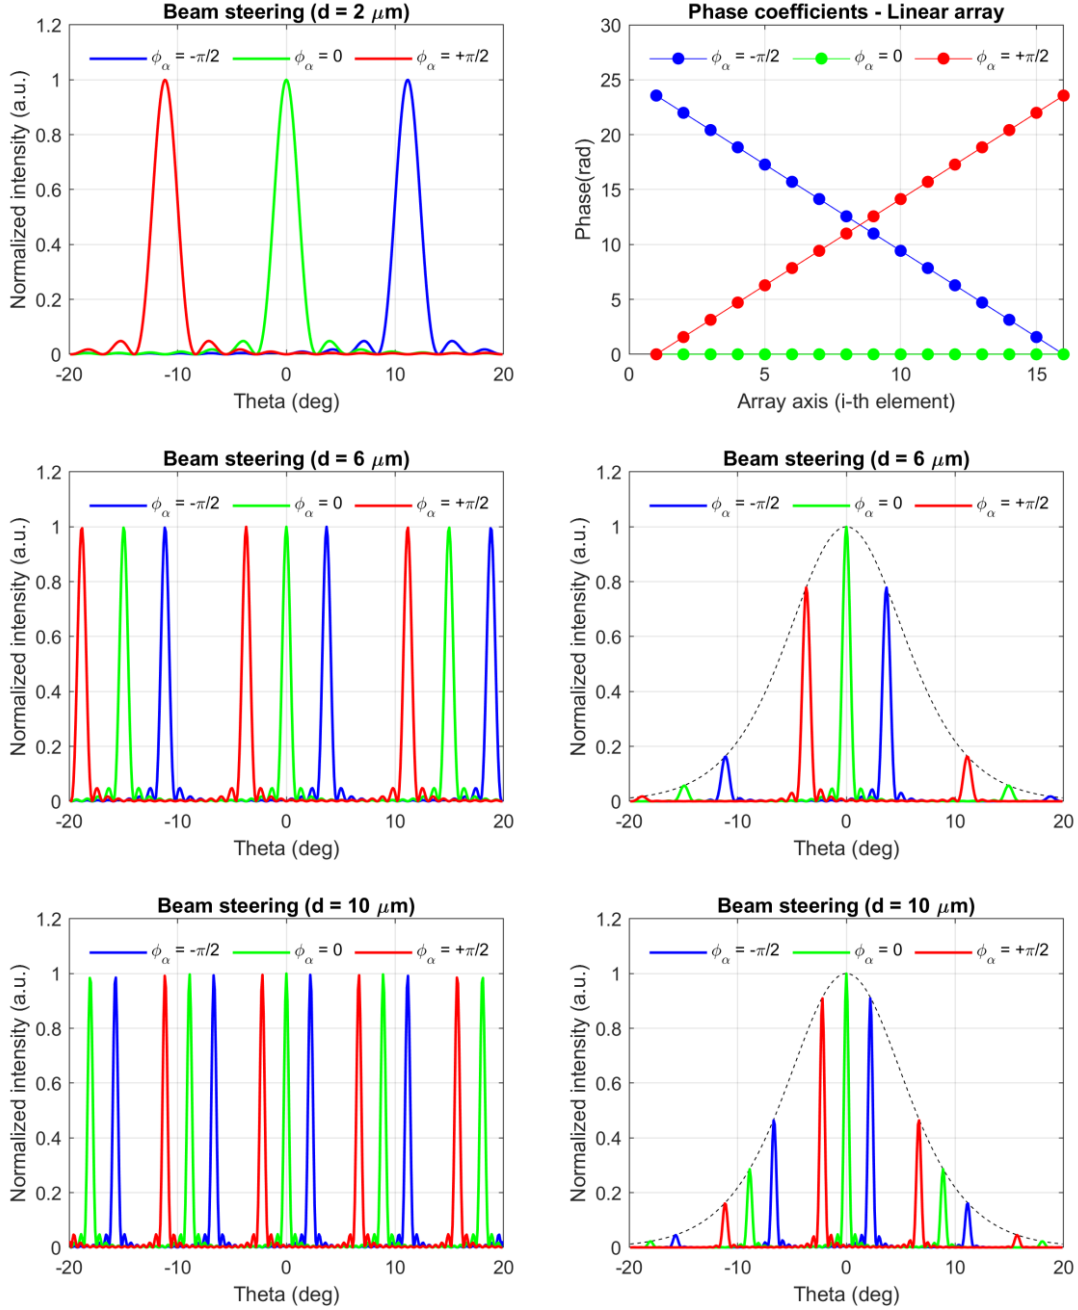 Beam steering (d = 2 μm)
1.2
1
0.8
0.6
0.4
0.2
0
-20
-10
0
10
20
Normalized intensity (a.u.)
Theta (deg)
ϕα = -π/2
ϕα = 0
ϕα = +π/2
Phase coefficients - Linear array
30
25
20
15
10
5
0
0
5
10
15
Phase(rad)
Array axis (i-th element)
ϕα = -π/2
ϕα = 0
ϕα = +π/2
Beam steering (d = 6 μm)
1.2
1
0.8
0.6
0.4
0.2
0
-20
-10
0
10
20
Normalized intensity (a.u.)
Theta (deg)
ϕα = -π/2
ϕα = 0
ϕα = +π/2
Beam steering (d = 6 μm)
1.2
1
0.8
0.6
0.4
0.2
0
-20
-10
0
10
20
Normalized intensity (a.u.)
Theta (deg)
ϕα = -π/2
ϕα = 0
ϕα = +π/2
Beam steering (d = 10 μm)
1.2
1
0.8
0.6
0.4
0.2
0
-20
-10
0
10
20
Normalized intensity (a.u.)
Theta (deg)
ϕα = -π/2
ϕα = 0
ϕα = +π/2
Beam steering (d = 10 μm)
1.2
1
0.8
0.6
0.4
0.2
0
-20
-10
0
10
20
Normalized intensity (a.u.)
Theta (deg)
ϕα = -π/2
ϕα = 0
ϕα = +π/2